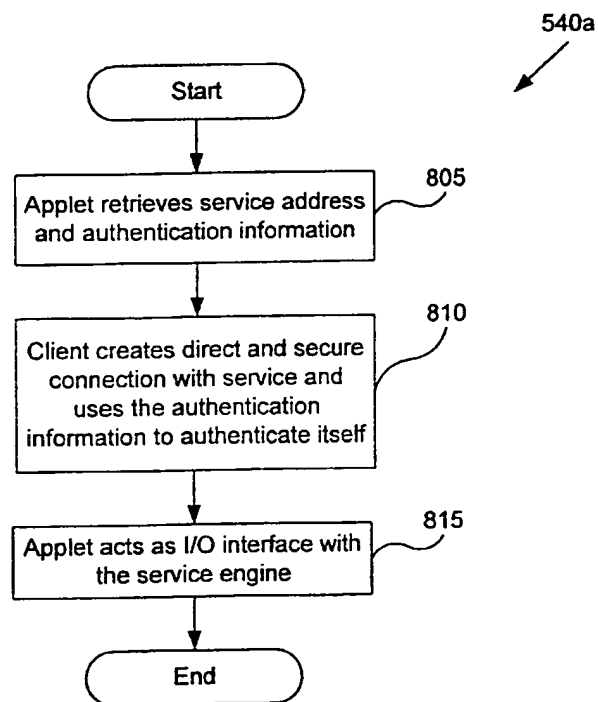 540a
Start
805
Applet retrieves service address
and authentication information
810
Client creates direct and secure
connection with service and
uses the authentication
information to authenticate itself
815
Applet acts as I/O interface with
the service engine
End